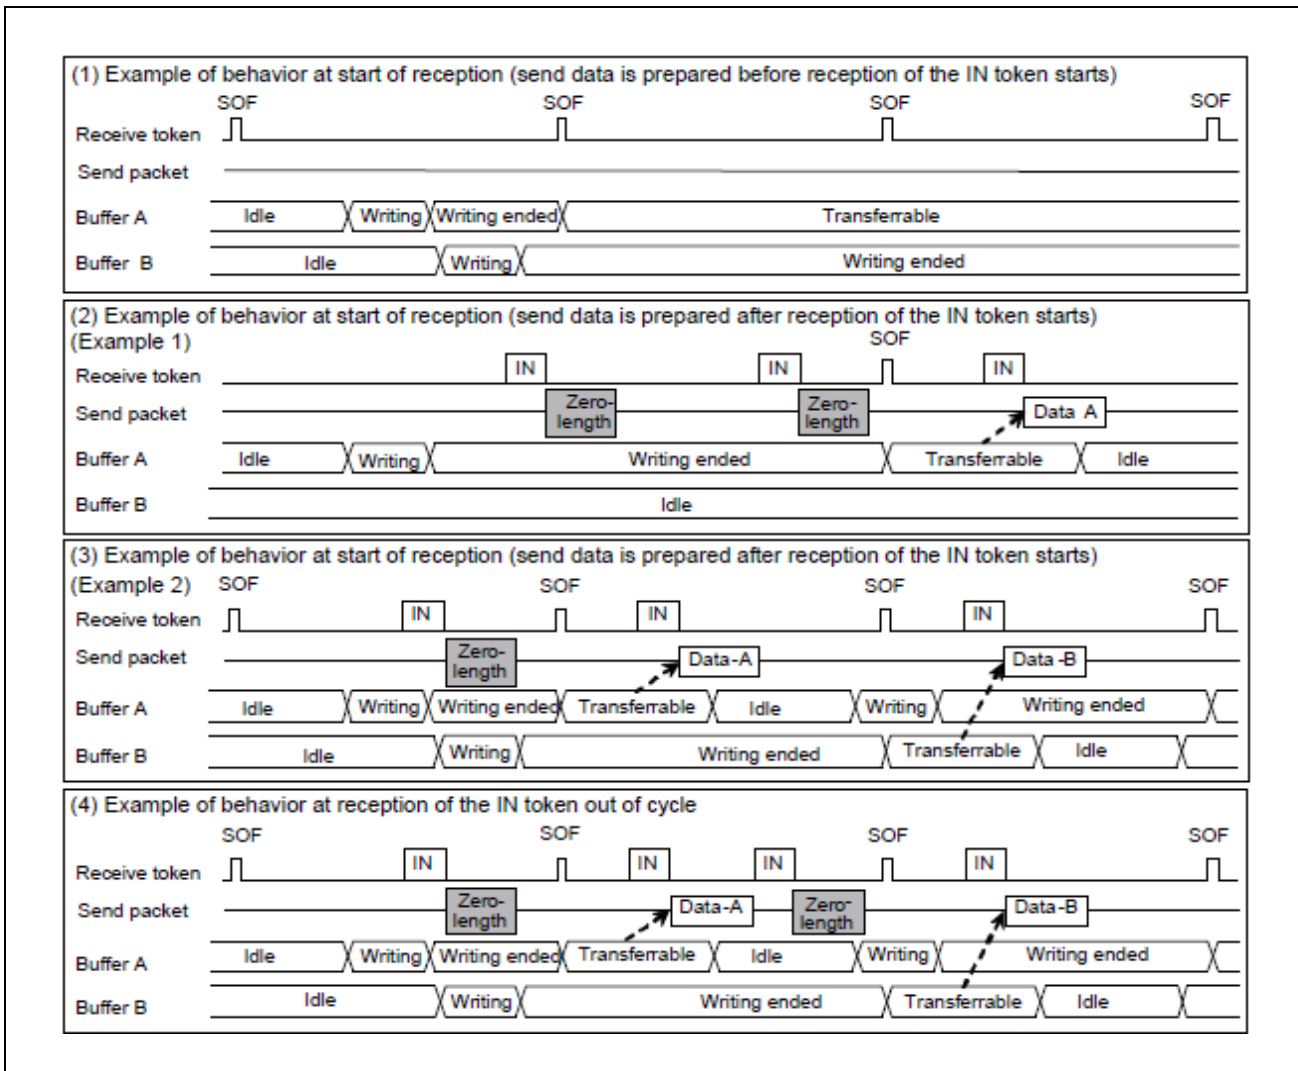 (1) Example of behavior at start of reception (send data is prepared before reception of the IN token starts)
SOF SOF SOF SOF
Receive token
Send packet
Buffer A Idle Writing Writing ended Transferrable
Buffer B Idle Writing Writing ended
(2) Example of behavior at start of reception (send data is prepared after reception of the IN token starts)
(Example 1) SOF
Receive token IN IN IN
Send packet Zero-length Zero-length Data A
Buffer A Idle Writing Writing ended Transferrable Idle
Buffer B Idle
(3) Example of behavior at start of reception (send data is prepared after reception of the IN token starts)
(Example 2) SOF SOF SOF SOF
Receive token IN IN IN
Send packet Zero-length Data-A Data-B
Buffer A Idle Writing Writing ended Transferrable Idle Writing Writing ended
Buffer B Idle Writing Writing ended Transferrable Idle
(4) Example of behavior at reception of the IN token out of cycle
SOF SOF SOF SOF
Receive token IN IN IN IN
Send packet Zero-length Data-A Zero-length Data-B
Buffer A Idle Writing Writing ended Transferrable Idle Writing Writing ended
Buffer B Idle Writing Writing ended Transferrable Idle